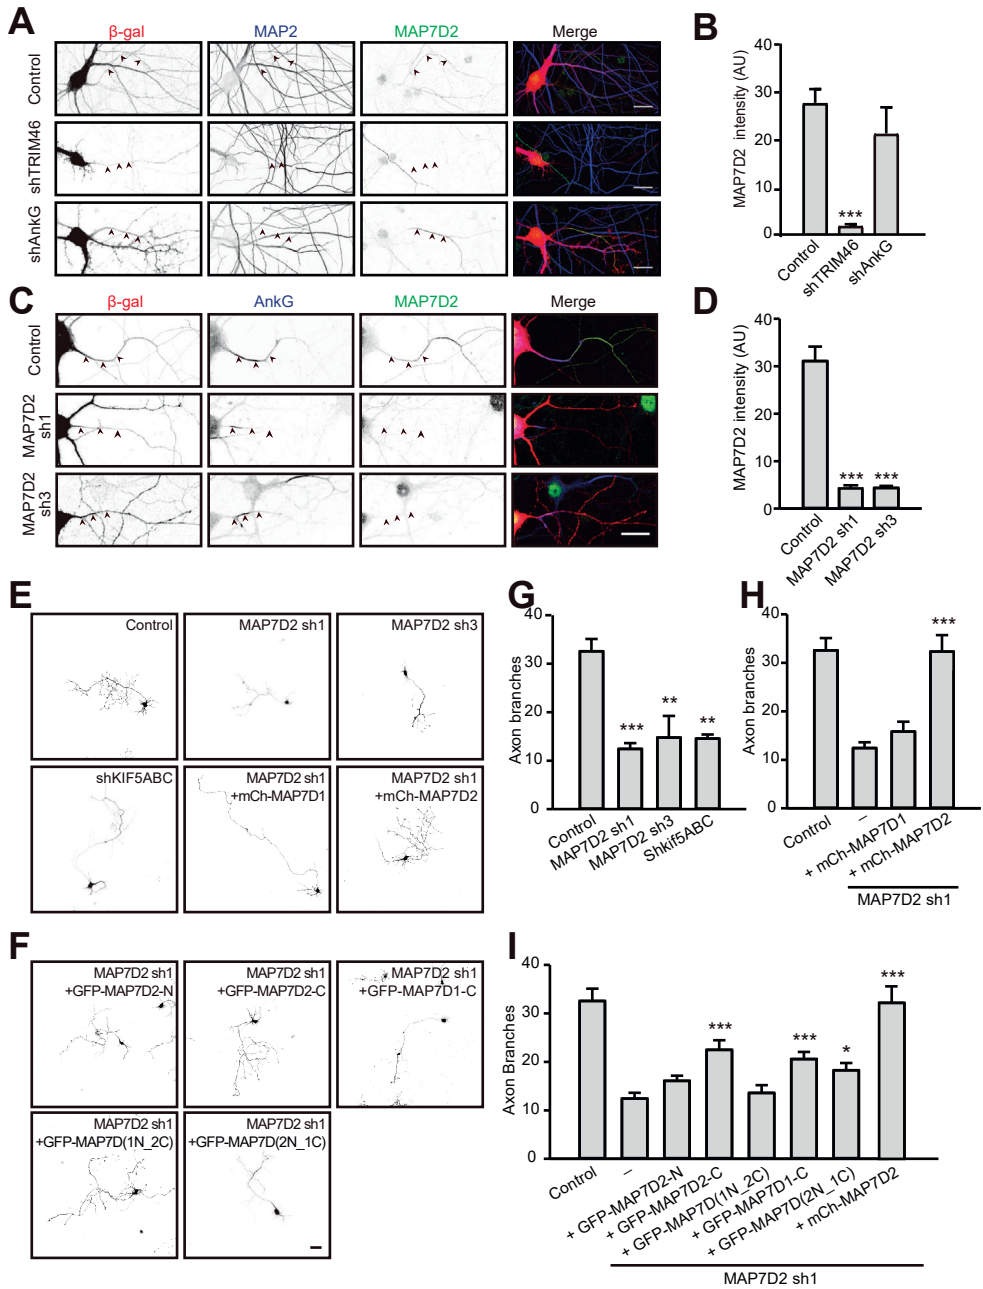 A
β-gal
MAP2
MAP7D2
Merge
Control
shTRIM46
shAnkG
B
MAP7D2 intensity (AU)
40
30
20
10
0
***
Control
shTRIM46
shAnkG
C
β-gal
AnkG
MAP7D2
Merge
Control
MAP7D2
sh1
MAP7D2
sh3
D
MAP7D2 intensity (AU)
40
30
20
10
0
***
***
Control
MAP7D2 sh1
MAP7D2 sh3
E
Control
MAP7D2 sh1
MAP7D2 sh3
shKIF5ABC
MAP7D2 sh1
+mCh-MAP7D1
MAP7D2 sh1
+mCh-MAP7D2
G
Axon branches
40
30
20
10
0
***
**
**
Control
MAP7D2 sh1
MAP7D2 sh3
Shkif5ABC
H
Axon branches
40
30
20
10
0
***
Control
–
+ mCh-MAP7D1
+ mCh-MAP7D2
MAP7D2 sh1
F
MAP7D2 sh1
+GFP-MAP7D2-N
MAP7D2 sh1
+GFP-MAP7D2-C
MAP7D2 sh1
+GFP-MAP7D1-C
MAP7D2 sh1
+GFP-MAP7D(1N_2C)
MAP7D2 sh1
+GFP-MAP7D(2N_1C)
I
Axon Branches
40
30
20
10
0
***
***
*
***
Control
–
+ GFP-MAP7D2-N
+ GFP-MAP7D2-C
+ GFP-MAP7D(1N_2C)
+ GFP-MAP7D1-C
+ GFP-MAP7D(2N_1C)
+ mCh-MAP7D2
MAP7D2 sh1